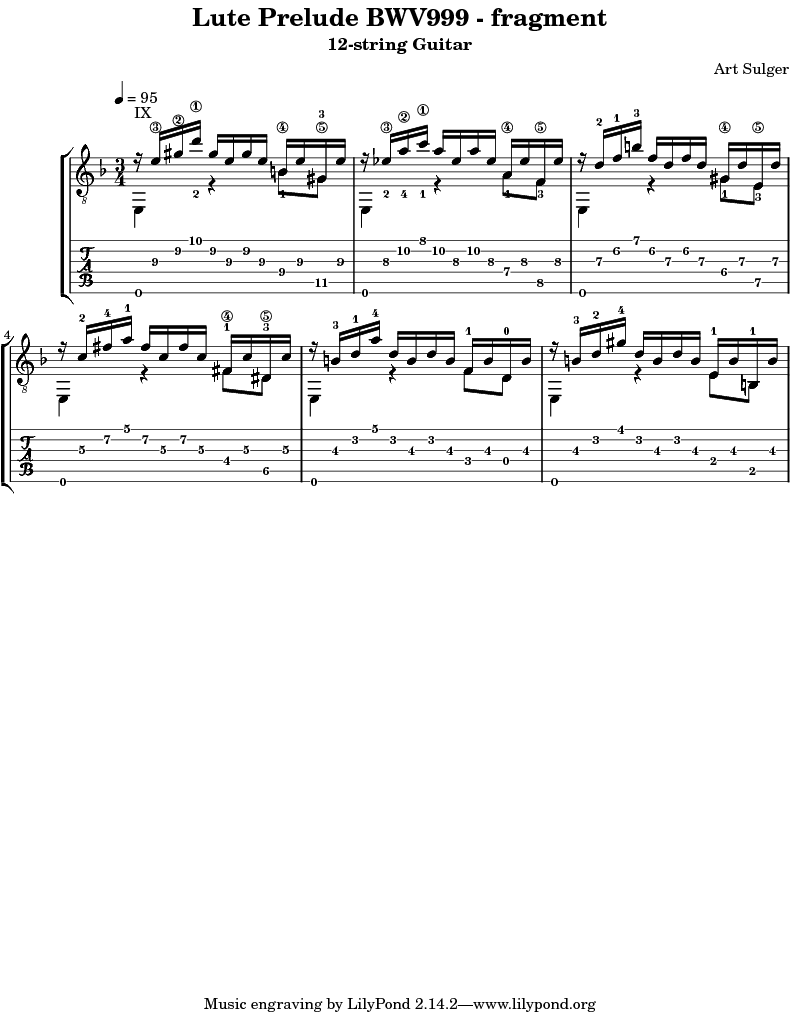 Lute Prelude BWV999 - fragment
12-string Guitar
Art Sulger
♩ = 95
IX
③ ② ① ④ 3 ⑤ ③ ② ① ④ ⑤ 2 1 3 ④ ⑤
3 4 8 2 1 2 4 1 1 3 1 3
TAB 0 9 9 10 9 9 9 9 9 9 11 9 0 8 10 8 10 8 10 8 7 8 8 8 0 7 6 7 6 7 6 7 6 7 7 7
4 2 4 1 ④ 1 ⑤ 3 3 1 4 1 0 3 2 4 1 1
8
TAB 0 5 7 5 7 5 7 5 4 5 6 5 0 4 3 5 3 4 3 4 3 4 0 4 0 4 3 4 3 4 3 4 2 4 2 4
Music engraving by LilyPond 2.14.2—www.lilypond.org